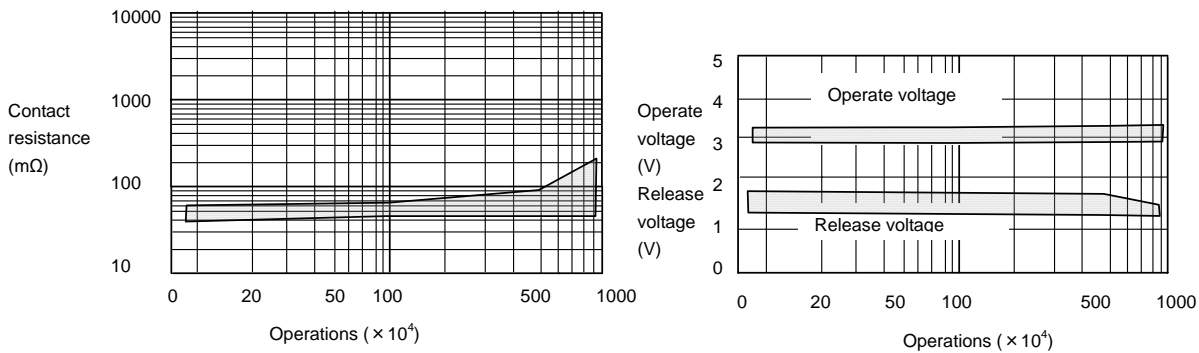 10000
1000
100
10
Contact
resistance
(mΩ)
0 20 50 100 500 1000
Operations (×10⁴)
5
4
3
2
1
0
Operate
voltage
(V)
Release
voltage
(V)
Operate voltage
Release voltage
0 20 50 100 500 1000
Operations (×10⁴)